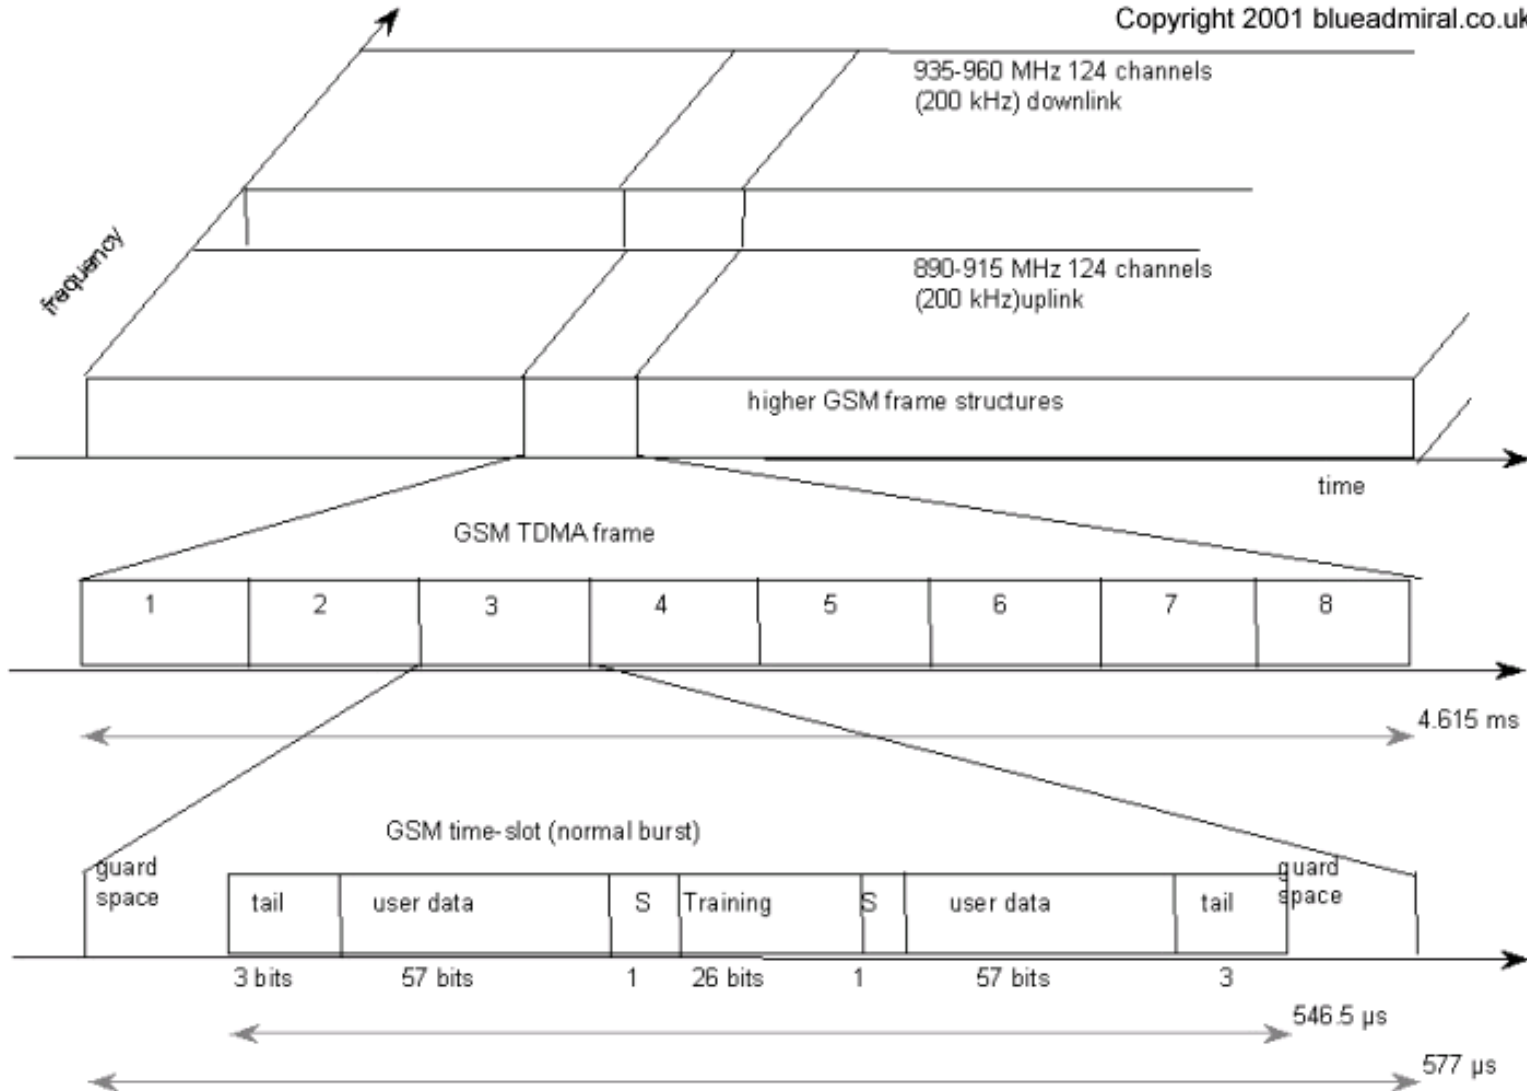 Copyright 2001 blueadmiral.co.uk
935-960 MHz 124 channels
(200 kHz) downlink
frequency
890-915 MHz 124 channels
(200 kHz)uplink
higher GSM frame structures
time
GSM TDMA frame
1 2 3 4 5 6 7 8
4.615 ms
GSM time-slot (normal burst)
guard
space
tail user data S Training S user data tail
guard
space
3 bits 57 bits 1 26 bits 1 57 bits 3
546.5 µs
577 µs